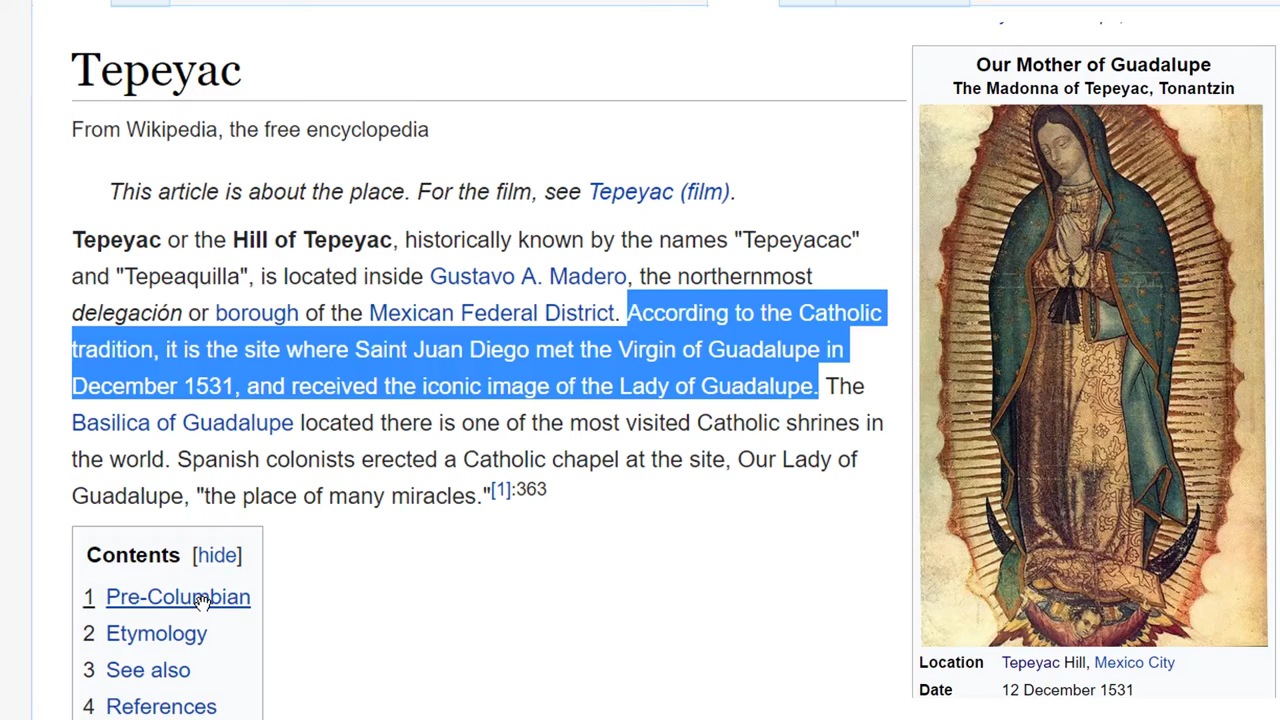 Tepeyac
From Wikipedia, the free encyclopedia
This article is about the place. For the film, see Tepeyac (film).
Tepeyac or the Hill of Tepeyac, historically known by the names "Tepeyacac"
and "Tepeaquilla", is located inside Gustavo A. Madero, the northernmost
delegación or borough of the Mexican Federal District. According to the Catholic
tradition, it is the site where Saint Juan Diego met the Virgin of Guadalupe in
December 1531, and received the iconic image of the Lady of Guadalupe. The
Basilica of Guadalupe located there is one of the most visited Catholic shrines in
the world. Spanish colonists erected a Catholic chapel at the site, Our Lady of
Guadalupe, "the place of many miracles."[1]:363
Contents [hide]
1 Pre-Columbian
2 Etymology
3 See also
4 References
Our Mother of Guadalupe
The Madonna of Tepeyac, Tonantzin
Location Tepeyac Hill, Mexico City
Date 12 December 1531